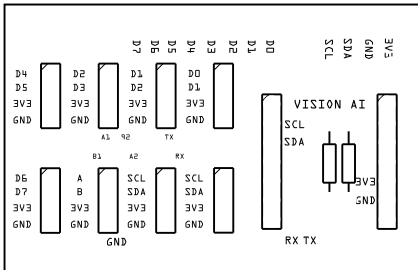 D7 D6 D5 D4 D3 D2 D1 D0 SCL SDA GND 3V3
D4 D2 D1 D0
D5 D3 D2 D1
3V3 3V3 3V3 3V3 VISION AI
GND GND GND GND SCL
A1 92 TX SDA
B1 A2 RX
D6 A SCL SCL 3V3
D7 B SDA SDA GND
3V3 3V3 3V3 3V3
GND GND GND GND
GND RX TX